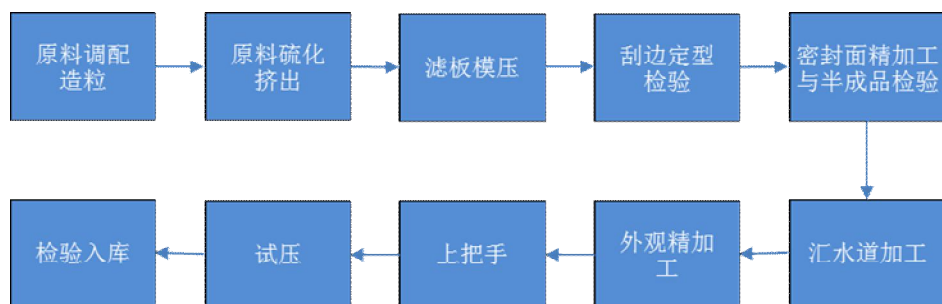 原料调配
造粒
原料硫化
挤出
滤板模压
刮边定型
检验
密封面精加工
与半成品检验
汇水道加工
外观精加
工
上把手
试压
检验入库